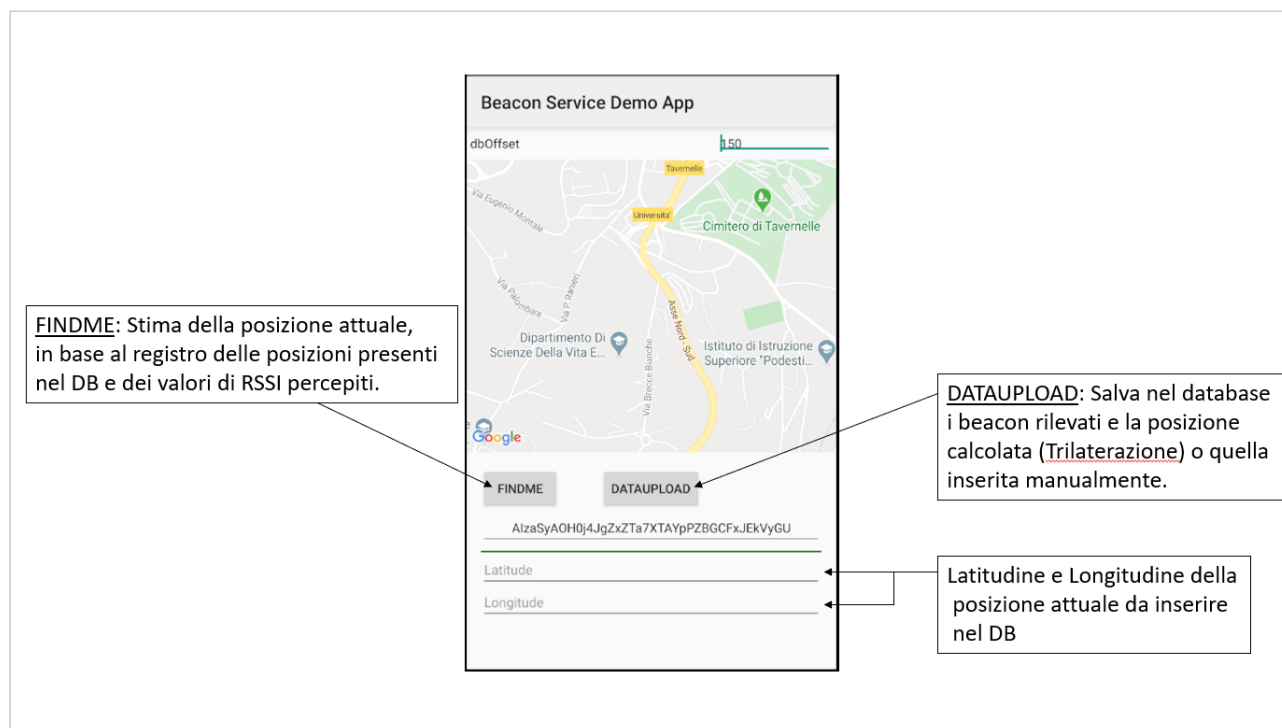 Beacon Service Demo App
dbOffset
150
Tavernelle
Via Eugenio Montale
Universita'
Cimitero di Tavernelle
Via Palombare
Via P. Ranieri
Asse Nord - Sud
Dipartimento Di
Scienze Della Vita E...
Istituto di Istruzione
Superiore "Podesti...
Via Brecce Bianche
Google
FINDME: Stima della posizione attuale,
in base al registro delle posizioni presenti
nel DB e dei valori di RSSI percepiti.
DATAUPLOAD: Salva nel database
i beacon rilevati e la posizione
calcolata (Trilaterazione) o quella
inserita manualmente.
FINDME
DATAUPLOAD
AIzaSyAOH0j4JgZxZTa7XTAYpPZBGCFxJEkVyGU
Latitude
Longitude
Latitudine e Longitudine della
posizione attuale da inserire
nel DB